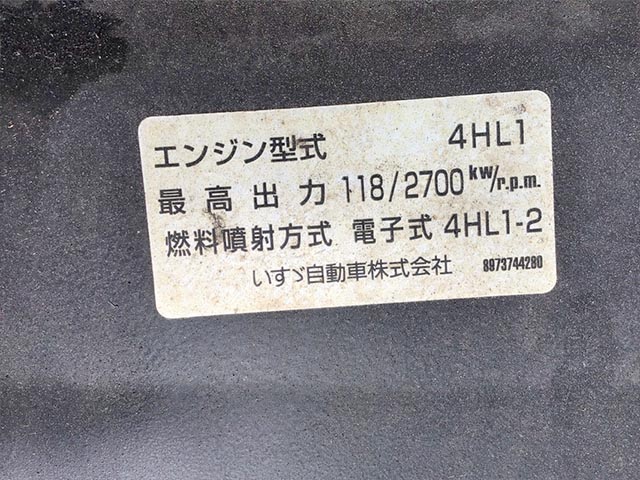 エンジン型式 4HL1
最高出力 118/2700 kw/r.p.m.
燃料噴射方式 電子式 4HL1-2
いすゞ自動車株式会社 8973744280